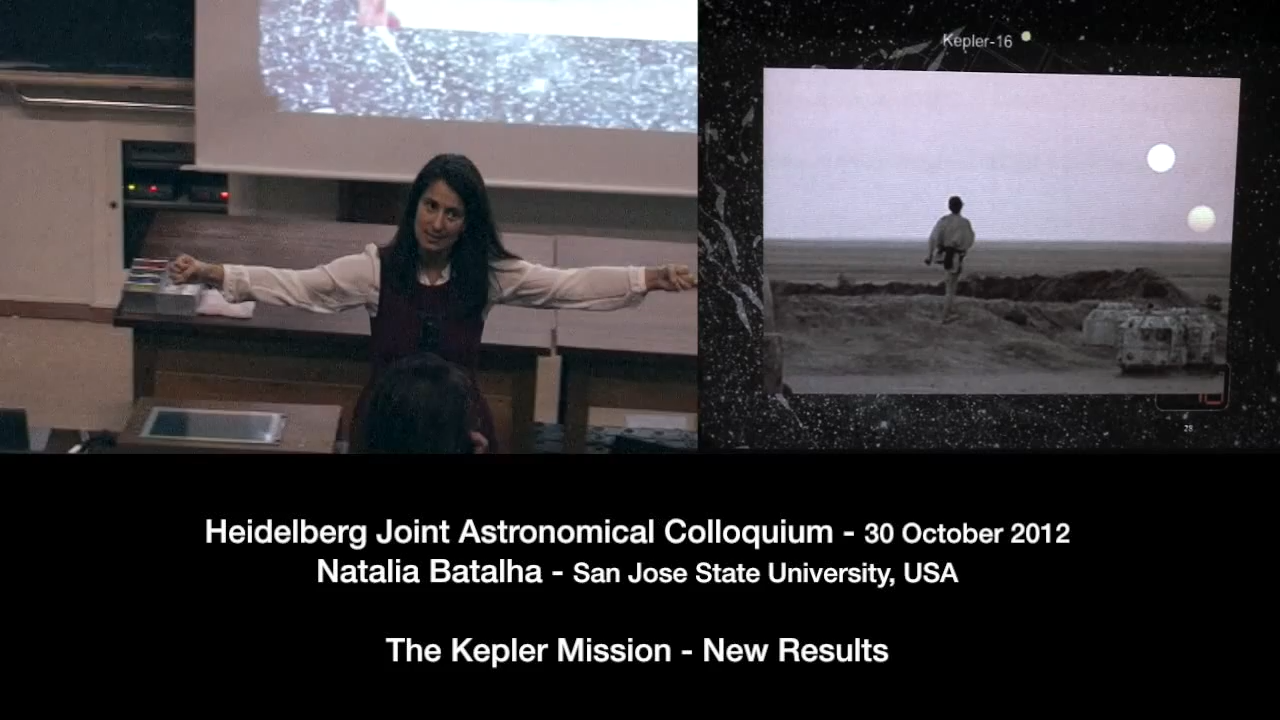 Kepler-16
28
Heidelberg Joint Astronomical Colloquium - 30 October 2012
Natalia Batalha - San Jose State University, USA
The Kepler Mission - New Results